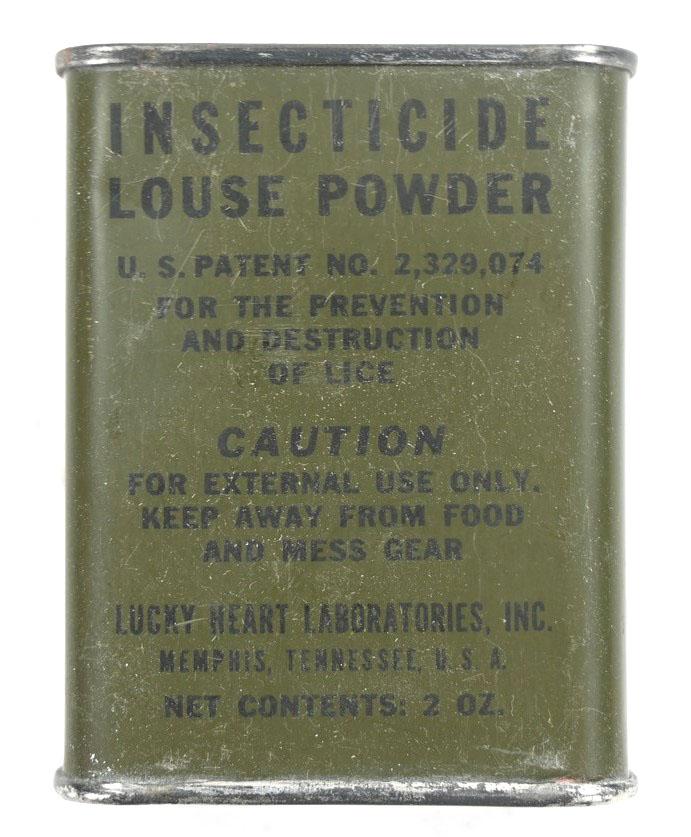 INSECTICIDE
LOUSE POWDER
U. S. PATENT NO. 2,329,074
FOR THE PREVENTION
AND DESTRUCTION
OF LICE
CAUTION
FOR EXTERNAL USE ONLY.
KEEP AWAY FROM FOOD
AND MESS GEAR
LUCKY HEART LABORATORIES, INC.
MEMPHIS, TENNESSEE, U. S. A.
NET CONTENTS: 2 OZ.